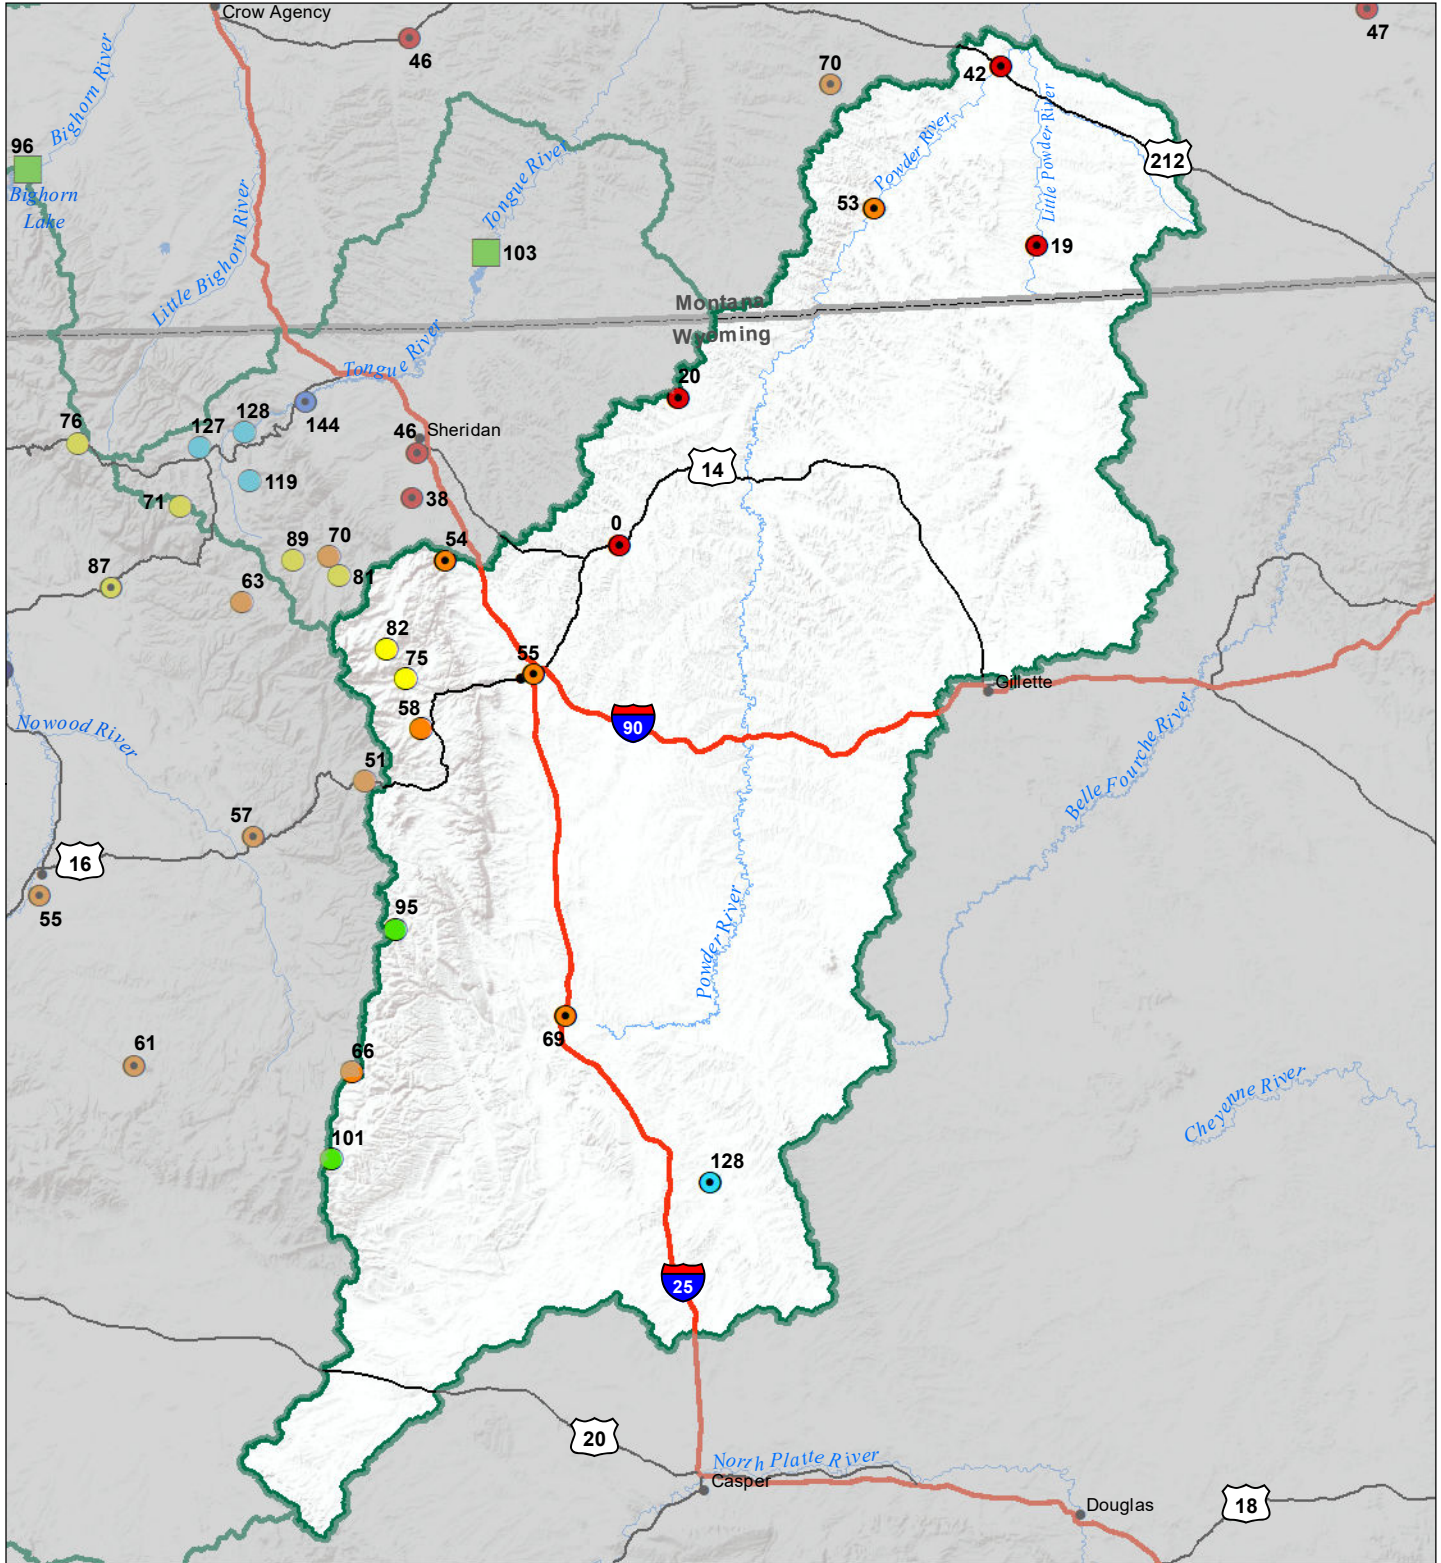 Crow Agency
46
47
Bighorn River
70
42
96
Bighorn
Lake
Tongue River
Powder River
Little Powder River
212
53
103
19
Little Bighorn River
Montana
Wyoming
Tongue River
20
76
127
128
144
46
Sheridan
14
119
71
38
0
54
89
70
81
87
63
82
55
75
Gillette
58
90
Nowood River
51
Belle Fourche River
57
16
55
95
Powder River
69
61
66
Cheyenne River
101
128
25
20
North Platte River
Casper
Douglas
18